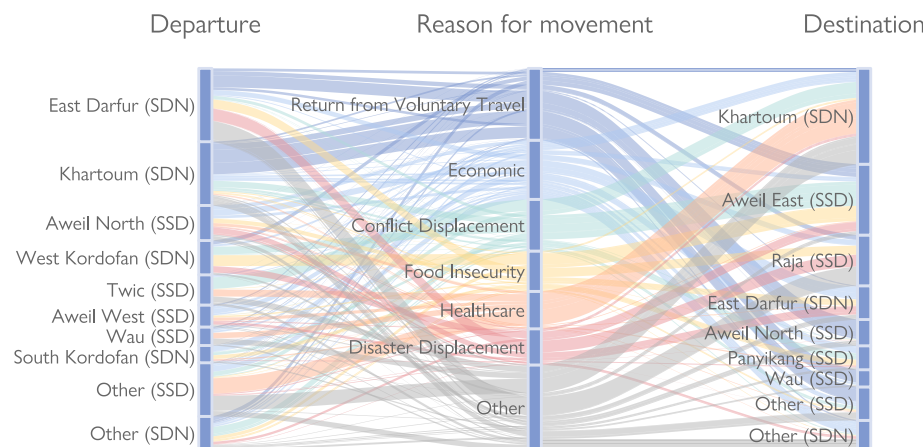 Departure
Reason for movement
Destination
East Darfur (SDN)
Khartoum (SDN)
Aweil North (SSD)
West Kordofan (SDN)
Twic (SSD)
Aweil West (SSD)
Wau (SSD)
South Kordofan (SDN)
Other (SSD)
Other (SDN)
Return from Voluntary Travel
Economic
Conflict Displacement
Food Insecurity
Healthcare
Disaster Displacement
Other
Khartoum (SDN)
Aweil East (SSD)
Raja (SSD)
East Darfur (SDN)
Aweil North (SSD)
Panyikang (SSD)
Wau (SSD)
Other (SSD)
Other (SDN)